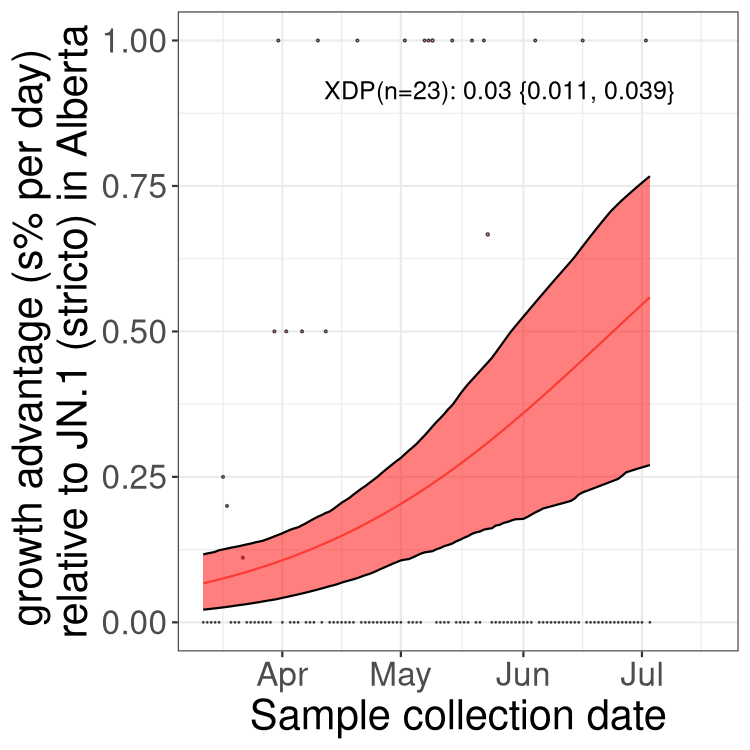 growth advantage (s% per day)
relative to JN.1 (stricto) in Alberta
1.00
0.75
0.50
0.25
0.00
XDP(n=23): 0.03 {0.011, 0.039}
Apr May Jun Jul
Sample collection date